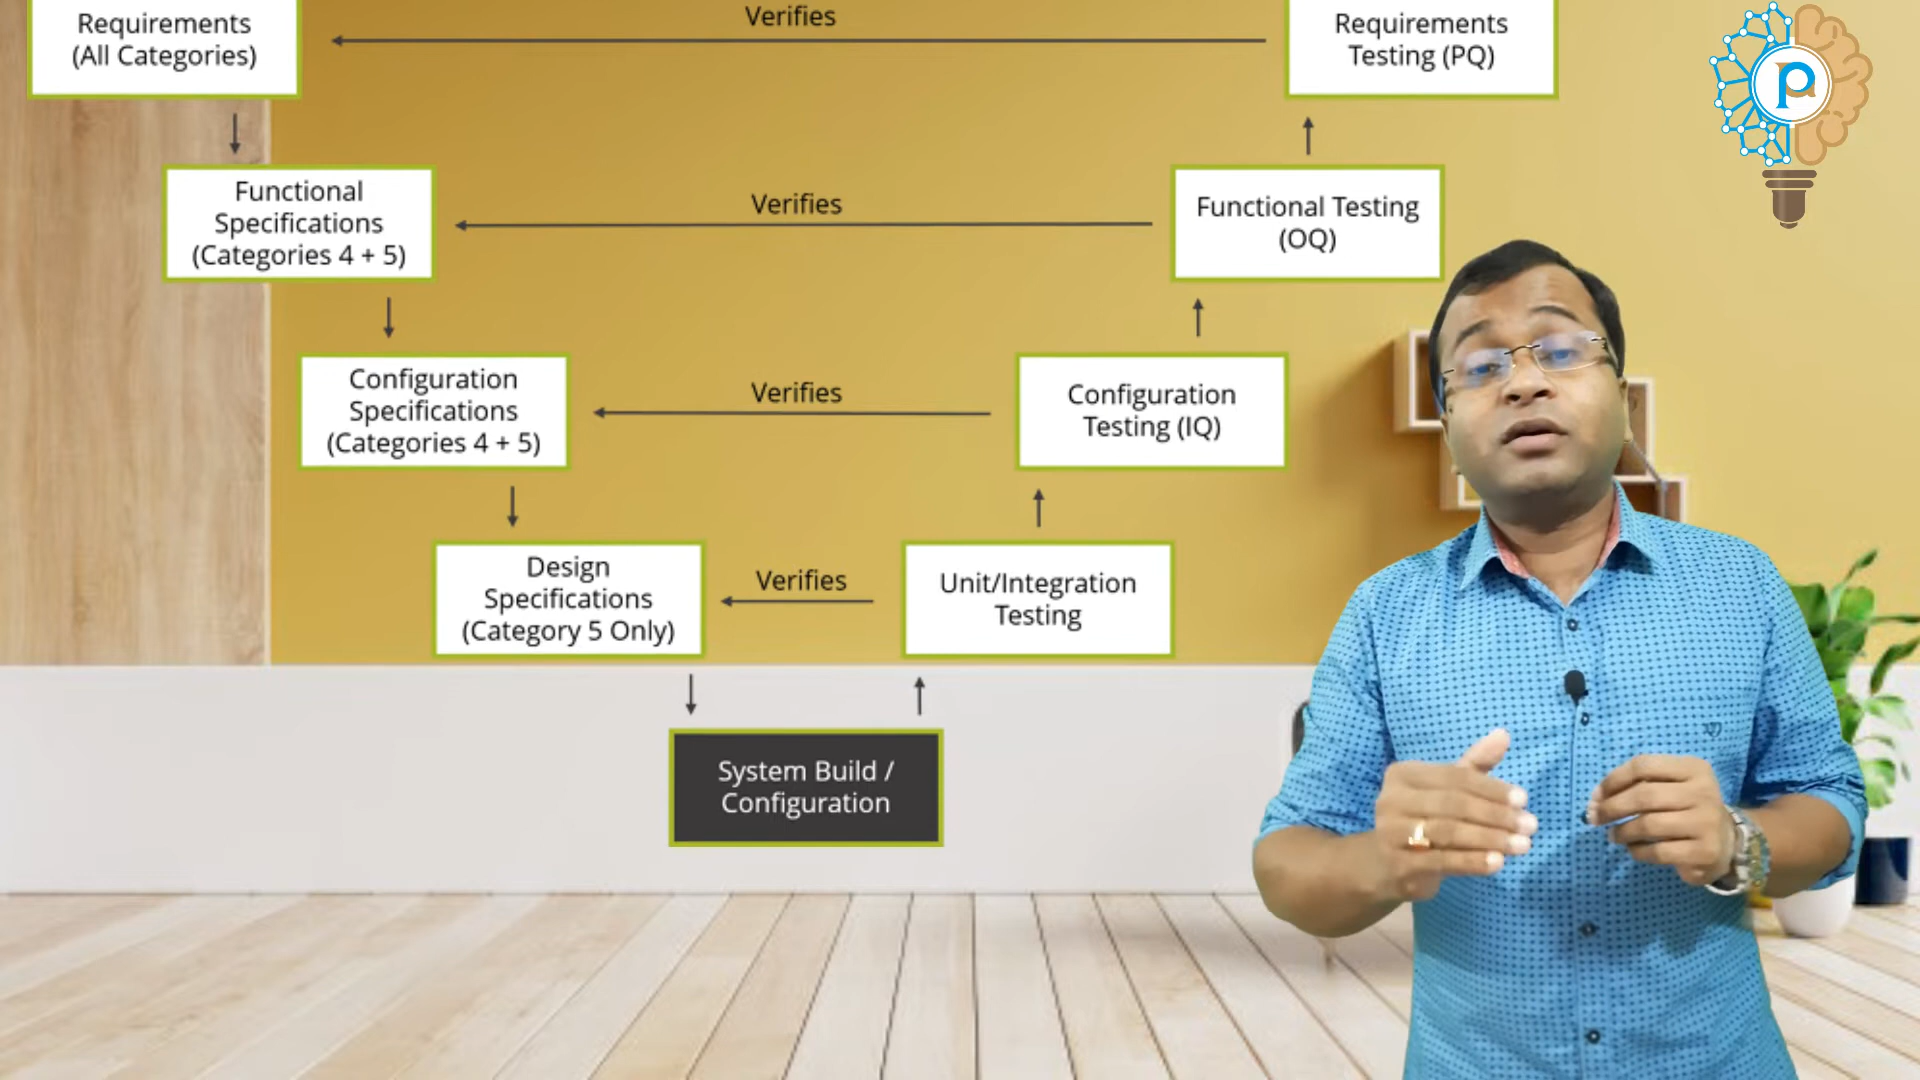 Requirements
(All Categories)
Verifies
Requirements
Testing (PQ)
Functional
Specifications
(Categories 4 + 5)
Verifies
Functional Testing
(OQ)
Configuration
Specifications
(Categories 4 + 5)
Verifies
Configuration
Testing (IQ)
Design
Specifications
(Category 5 Only)
Verifies
Unit/Integration
Testing
System Build /
Configuration